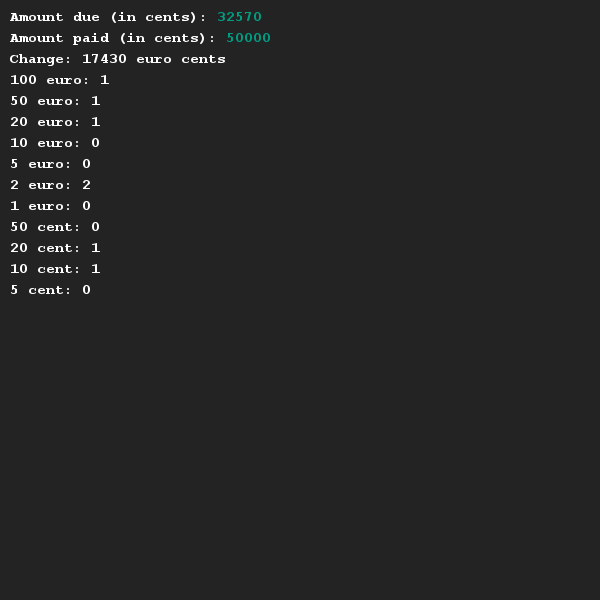 Amount due (in cents): 32570
Amount paid (in cents): 50000
Change: 17430 euro cents
100 euro: 1
50 euro: 1
20 euro: 1
10 euro: 0
5 euro: 0
2 euro: 2
1 euro: 0
50 cent: 0
20 cent: 1
10 cent: 1
5 cent: 0